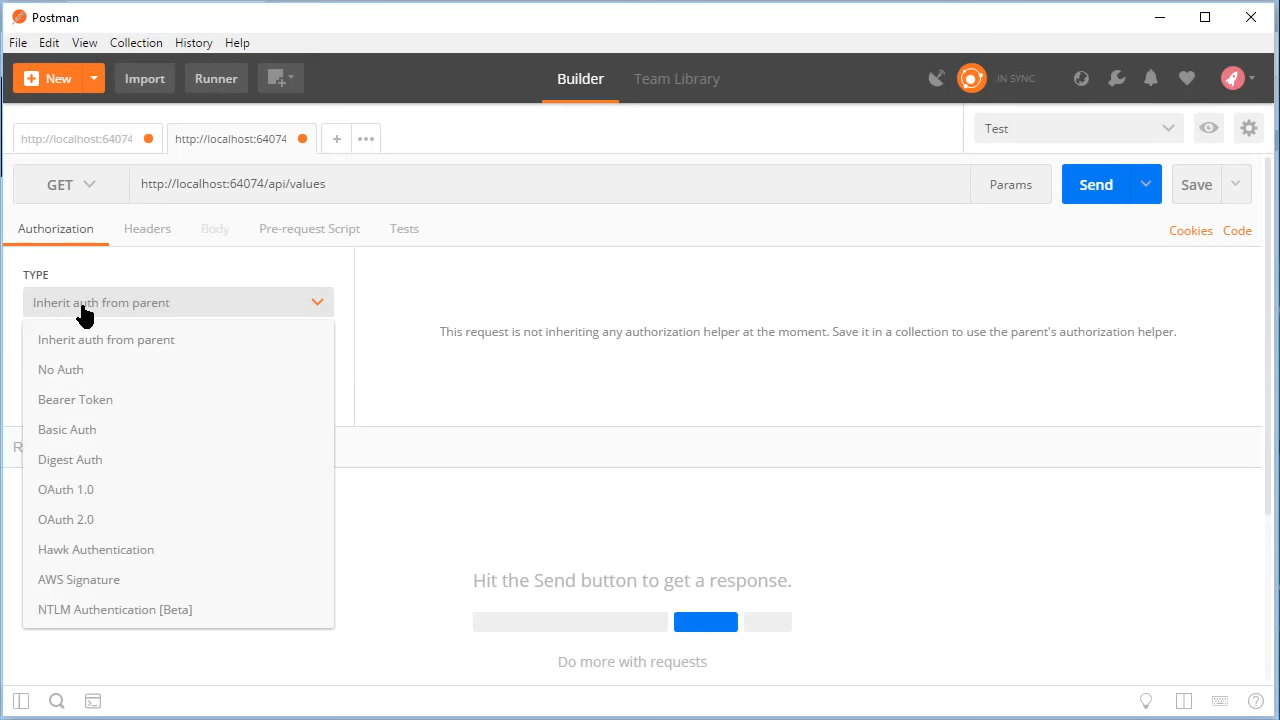 Postman
File Edit View Collection History Help
New Import Runner Builder Team Library IN SYNC
http://localhost:64074 http://localhost:64074 + ••• Test
GET http://localhost:64074/api/values Params Send Save
Authorization Headers Body Pre-request Script Tests Cookies Code
TYPE
Inherit auth from parent
This request is not inheriting any authorization helper at the moment. Save it in a collection to use the parent's authorization helper.
Inherit auth from parent
No Auth
Bearer Token
Basic Auth
Digest Auth
OAuth 1.0
OAuth 2.0
Hawk Authentication
AWS Signature
NTLM Authentication [Beta]
R
Hit the Send button to get a response.
Do more with requests